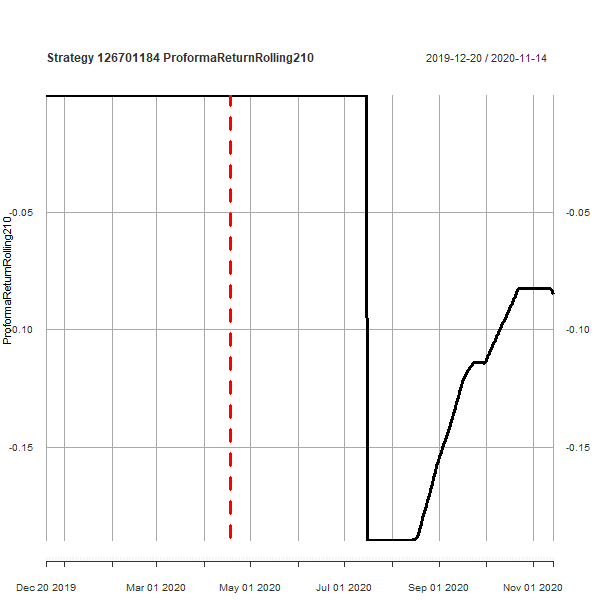 Strategy 126701184 ProformaReturnRolling210
2019-12-20 / 2020-11-14
ProformaReturnRolling210
-0.05
-0.05
-0.10
-0.10
-0.15
-0.15
Dec 20 2019
Mar 01 2020
May 01 2020
Jul 01 2020
Sep 01 2020
Nov 01 2020